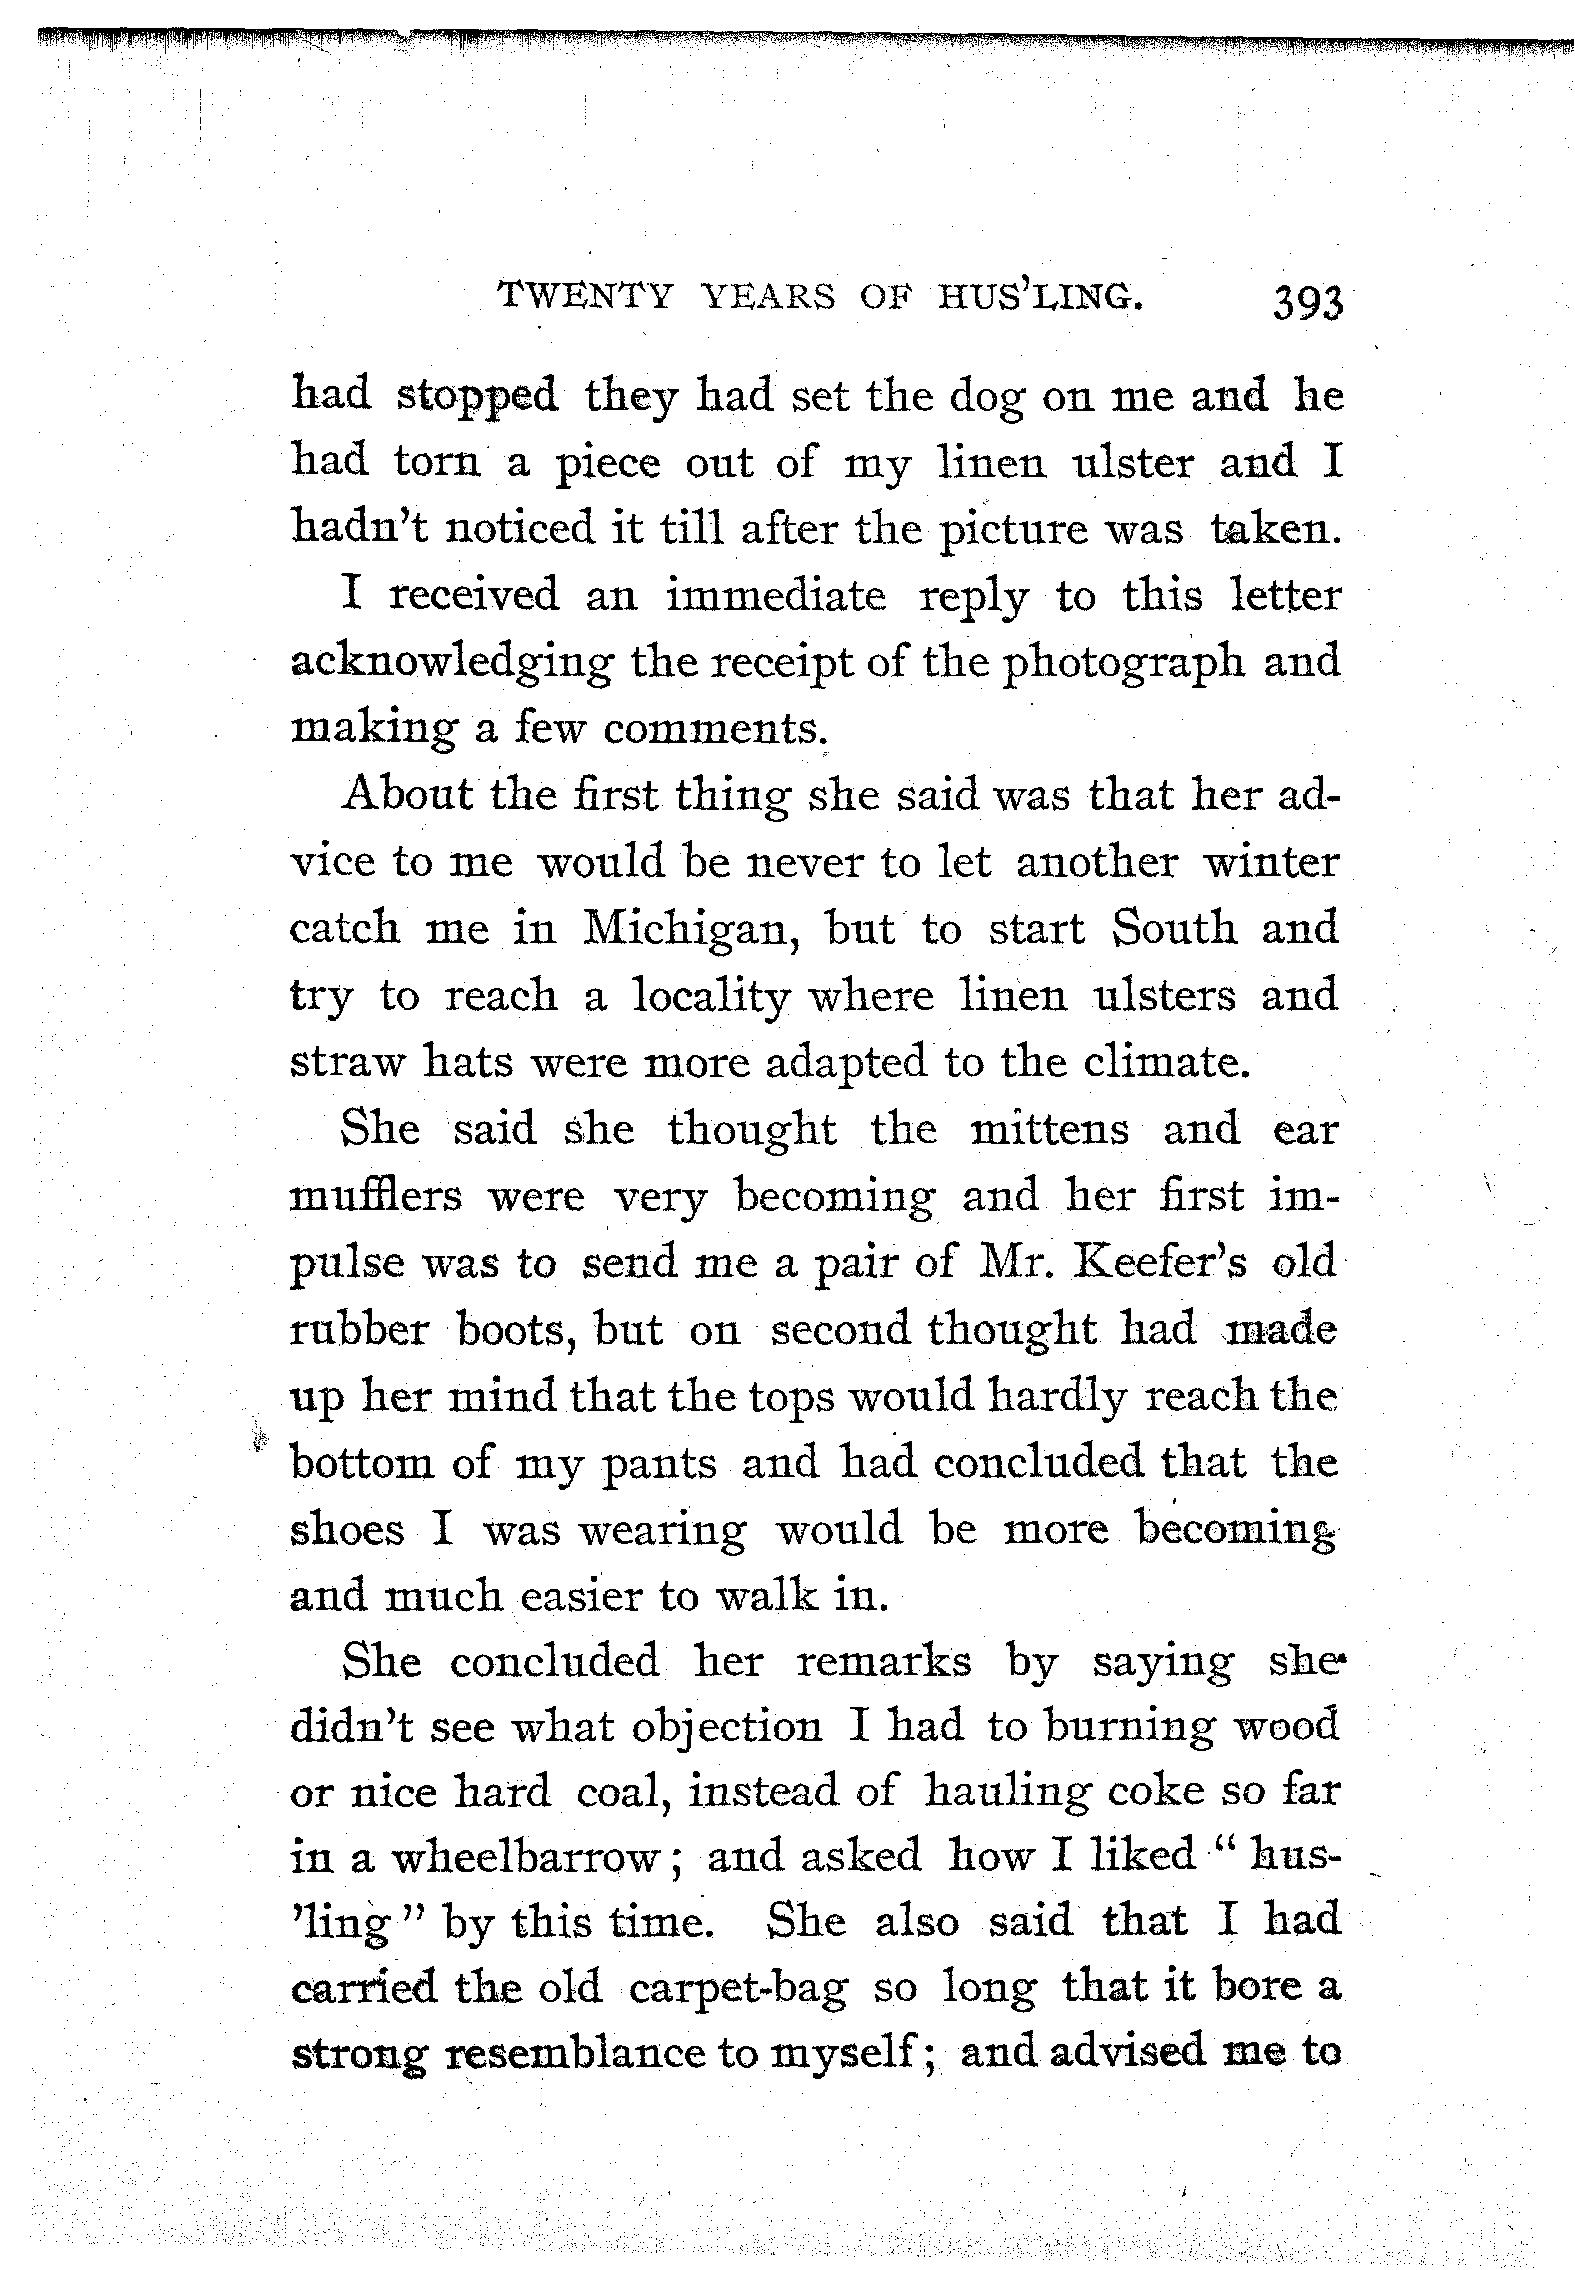 TWENTY YEARS OF HUS'LING. 393
had stopped they had set the dog on me and he
had torn a piece out of my linen ulster and I
hadn't noticed it till after the picture was taken.
I received an immediate reply to this letter
acknowledging the receipt of the photograph and
making a few comments.
About the first thing she said was that her ad-
vice to me would be never to let another winter
catch me in Michigan, but to start South and
try to reach a locality where linen ulsters and
straw hats were more adapted to the climate.
She said she thought the mittens and ear
mufflers were very becoming and her first im-
pulse was to send me a pair of Mr. Keefer's old
rubber boots, but on second thought had made
up her mind that the tops would hardly reach the
bottom of my pants and had concluded that the
shoes I was wearing would be more becoming
and much easier to walk in.
She concluded her remarks by saying she
didn't see what objection I had to burning wood
or nice hard coal, instead of hauling coke so far
in a wheelbarrow; and asked how I liked "hus-
'ling" by this time. She also said that I had
carried the old carpet-bag so long that it bore a
strong resemblance to myself; and advised me to